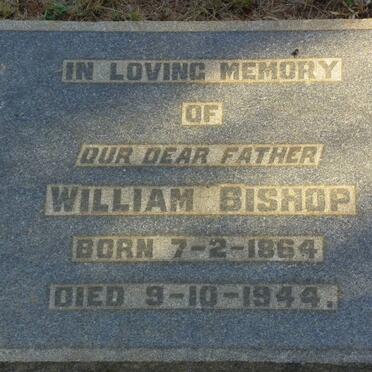 IN LOVING MEMORY
OF
OUR DEAR FATHER
WILLIAM BISHOP
BORN 7-2-1864
DIED 9-10-1944.